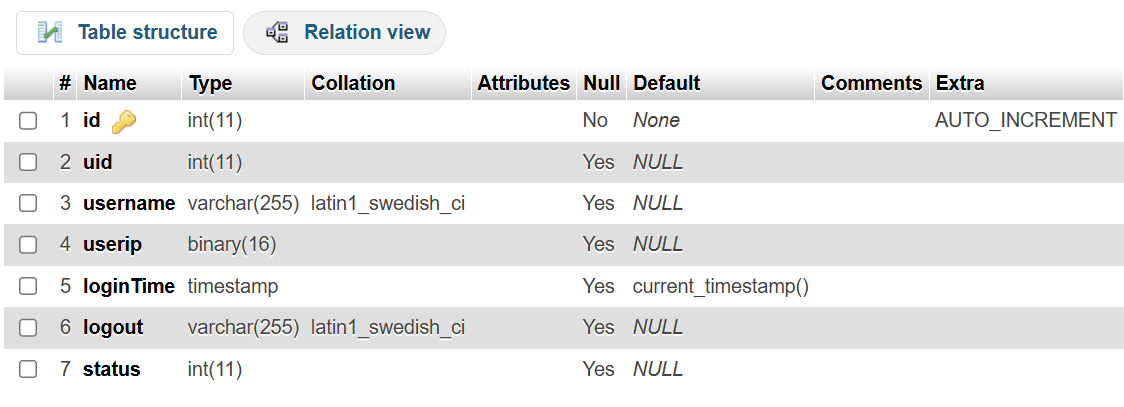 Table structure Relation view
# Name Type Collation Attributes Null Default Comments Extra
1 id int(11) No None AUTO_INCREMENT
2 uid int(11) Yes NULL
3 username varchar(255) latin1_swedish_ci Yes NULL
4 userip binary(16) Yes NULL
5 loginTime timestamp Yes current_timestamp()
6 logout varchar(255) latin1_swedish_ci Yes NULL
7 status int(11) Yes NULL